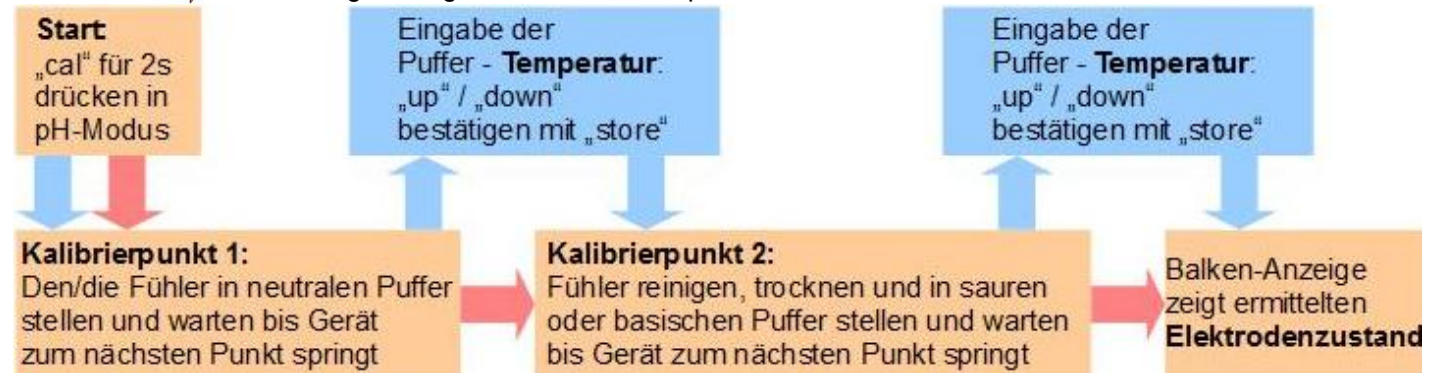 Start:
„cal“ für 2s
drücken in
pH-Modus
Eingabe der
Puffer - Temperatur:
„up“ / „down“
bestätigen mit „store“
Eingabe der
Puffer - Temperatur:
„up“ / „down“
bestätigen mit „store“
Kalibrierpunkt 1:
Den/die Fühler in neutralen Puffer
stellen und warten bis Gerät
zum nächsten Punkt springt
Kalibrierpunkt 2:
Fühler reinigen, trocknen und in sauren
oder basischen Puffer stellen und warten
bis Gerät zum nächsten Punkt springt
Balken-Anzeige
zeigt ermittelten
Elektrodenzustand